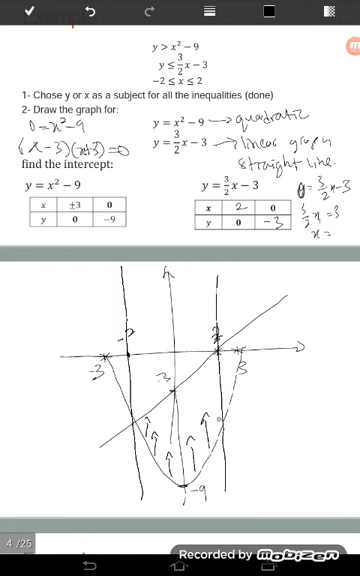 y > x² − 9
y ≤ 3/2 x − 3
−2 ≤ x ≤ 2
1- Chose y or x as a subject for all the inequalities (done)
2- Draw the graph for:
0 = x² − 9
y = x² − 9 → quadratic
(x − 3)(x + 3) = 0
y = 3/2 x − 3 → linear graph
straight line.
find the intercept:
y = x² − 9
x ±3 0
y 0 −9
y = 3/2 x − 3
x 2 0
y 0 −3
0 = 3/2 x − 3
3/2 x = 3
x =
−2
2
−3
3
−3
−9
4 /25
Recorded by Mobizen